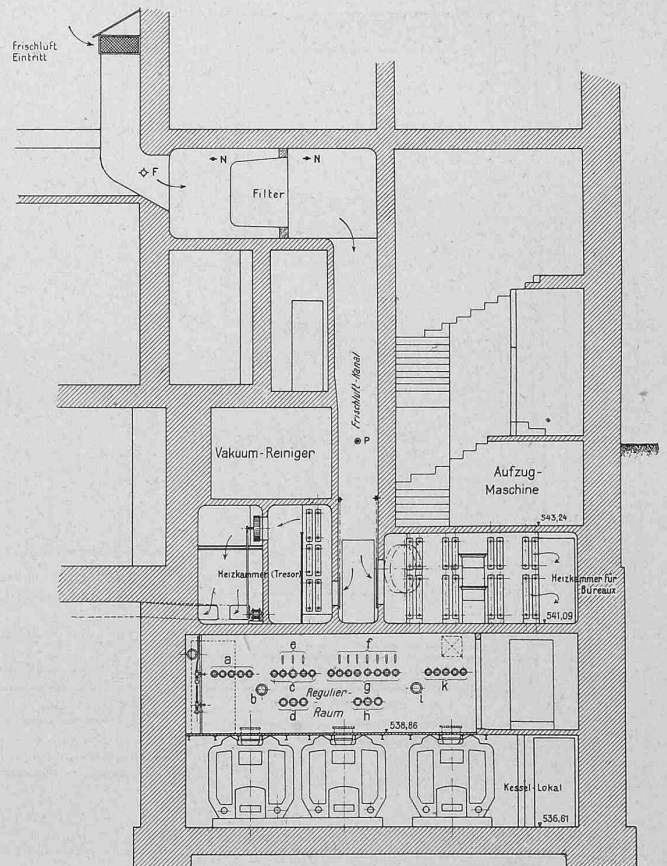 Frischluft
Eintritt
F
N
N
Filter
Frischluft-Kanal
P
Vakuum-Reiniger
Aufzug-
Maschine
543,24
Heizkammer (Tresor)
Heizkammer für
Büreaux
541,09
e
f
a
c
g
k
b
Regulier-
i
d
Raum
h
538,86
Kessel-Lokal
536,61